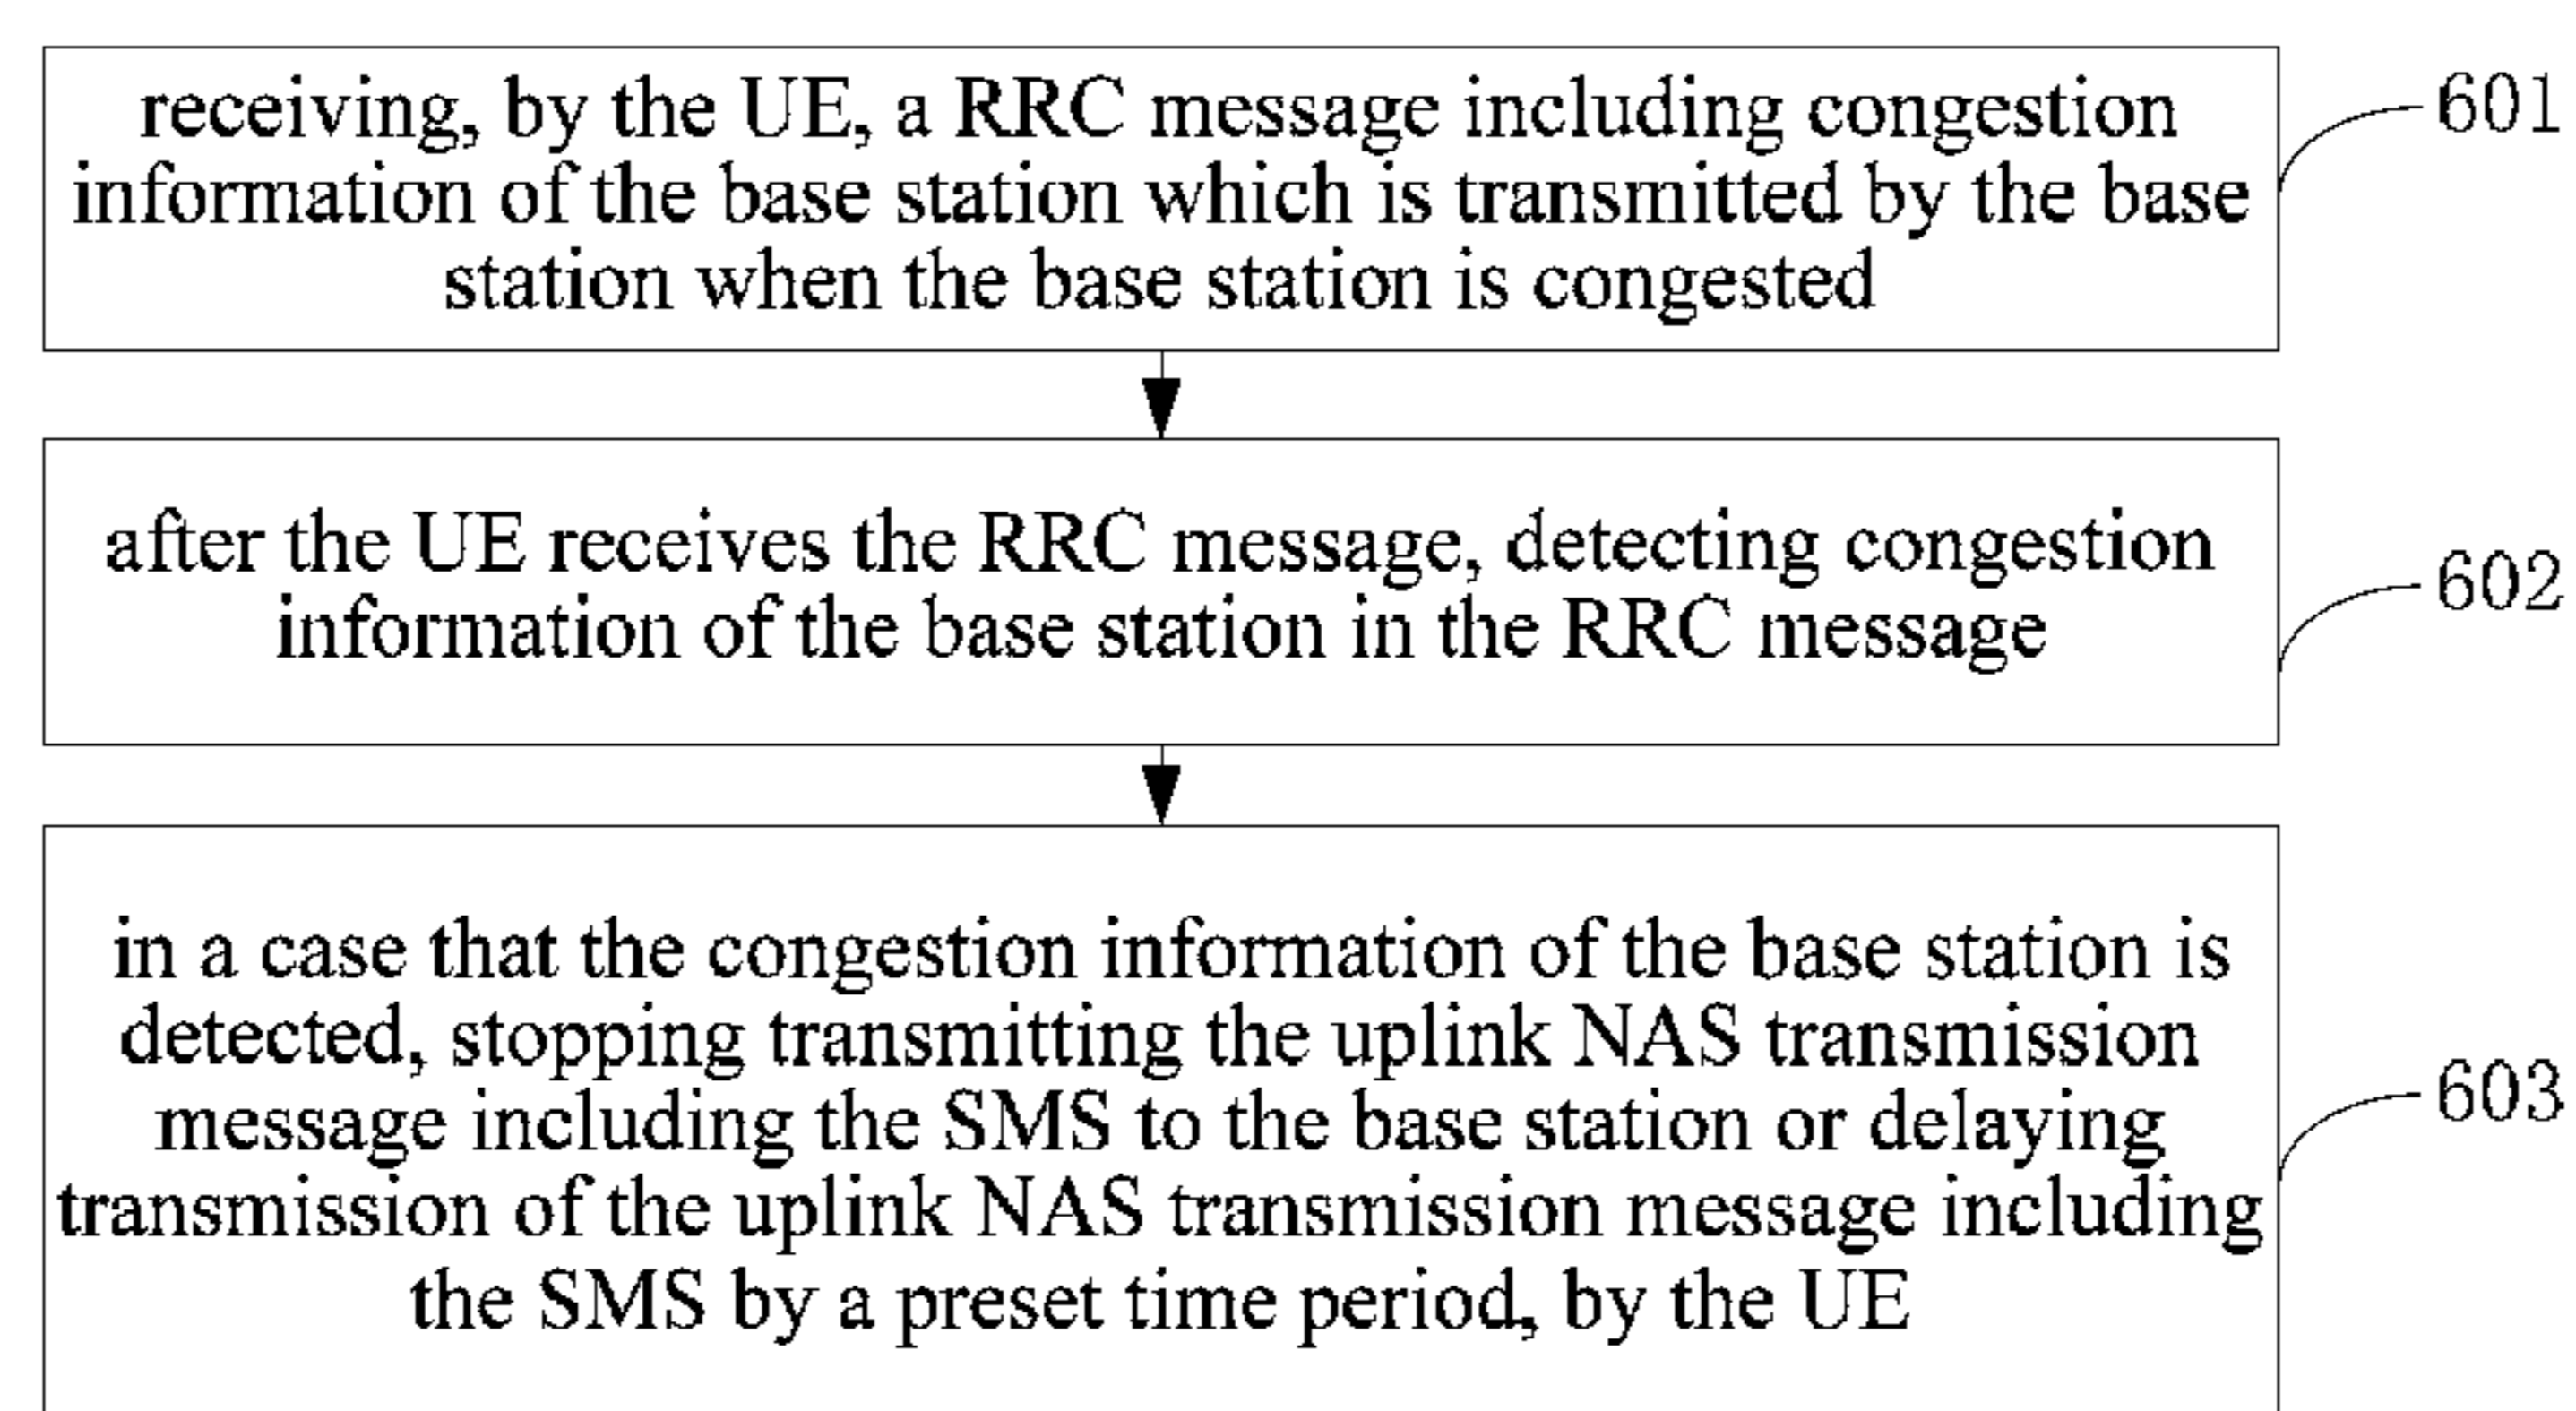 receiving, by the UE, a RRC message including congestion
information of the base station which is transmitted by the base
station when the base station is congested
601
after the UE receives the RRC message, detecting congestion
information of the base station in the RRC message
602
in a case that the congestion information of the base station is
detected, stopping transmitting the uplink NAS transmission
message including the SMS to the base station or delaying
transmission of the uplink NAS transmission message including
the SMS by a preset time period, by the UE
603